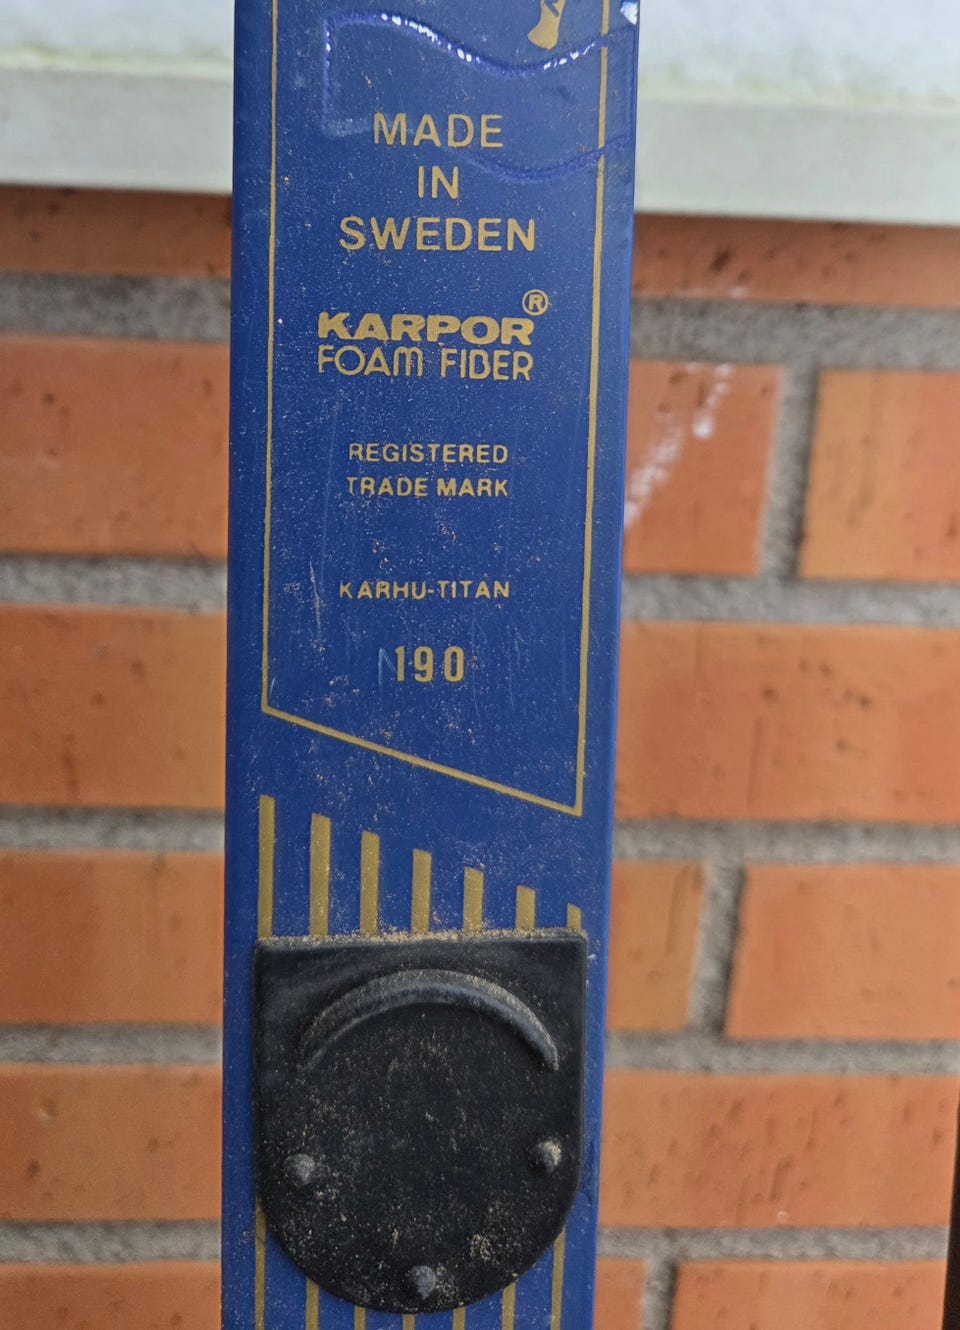 MADE
IN
SWEDEN
KARPOR®
FOAM FIBER
REGISTERED
TRADE MARK
KARHU-TITAN
190